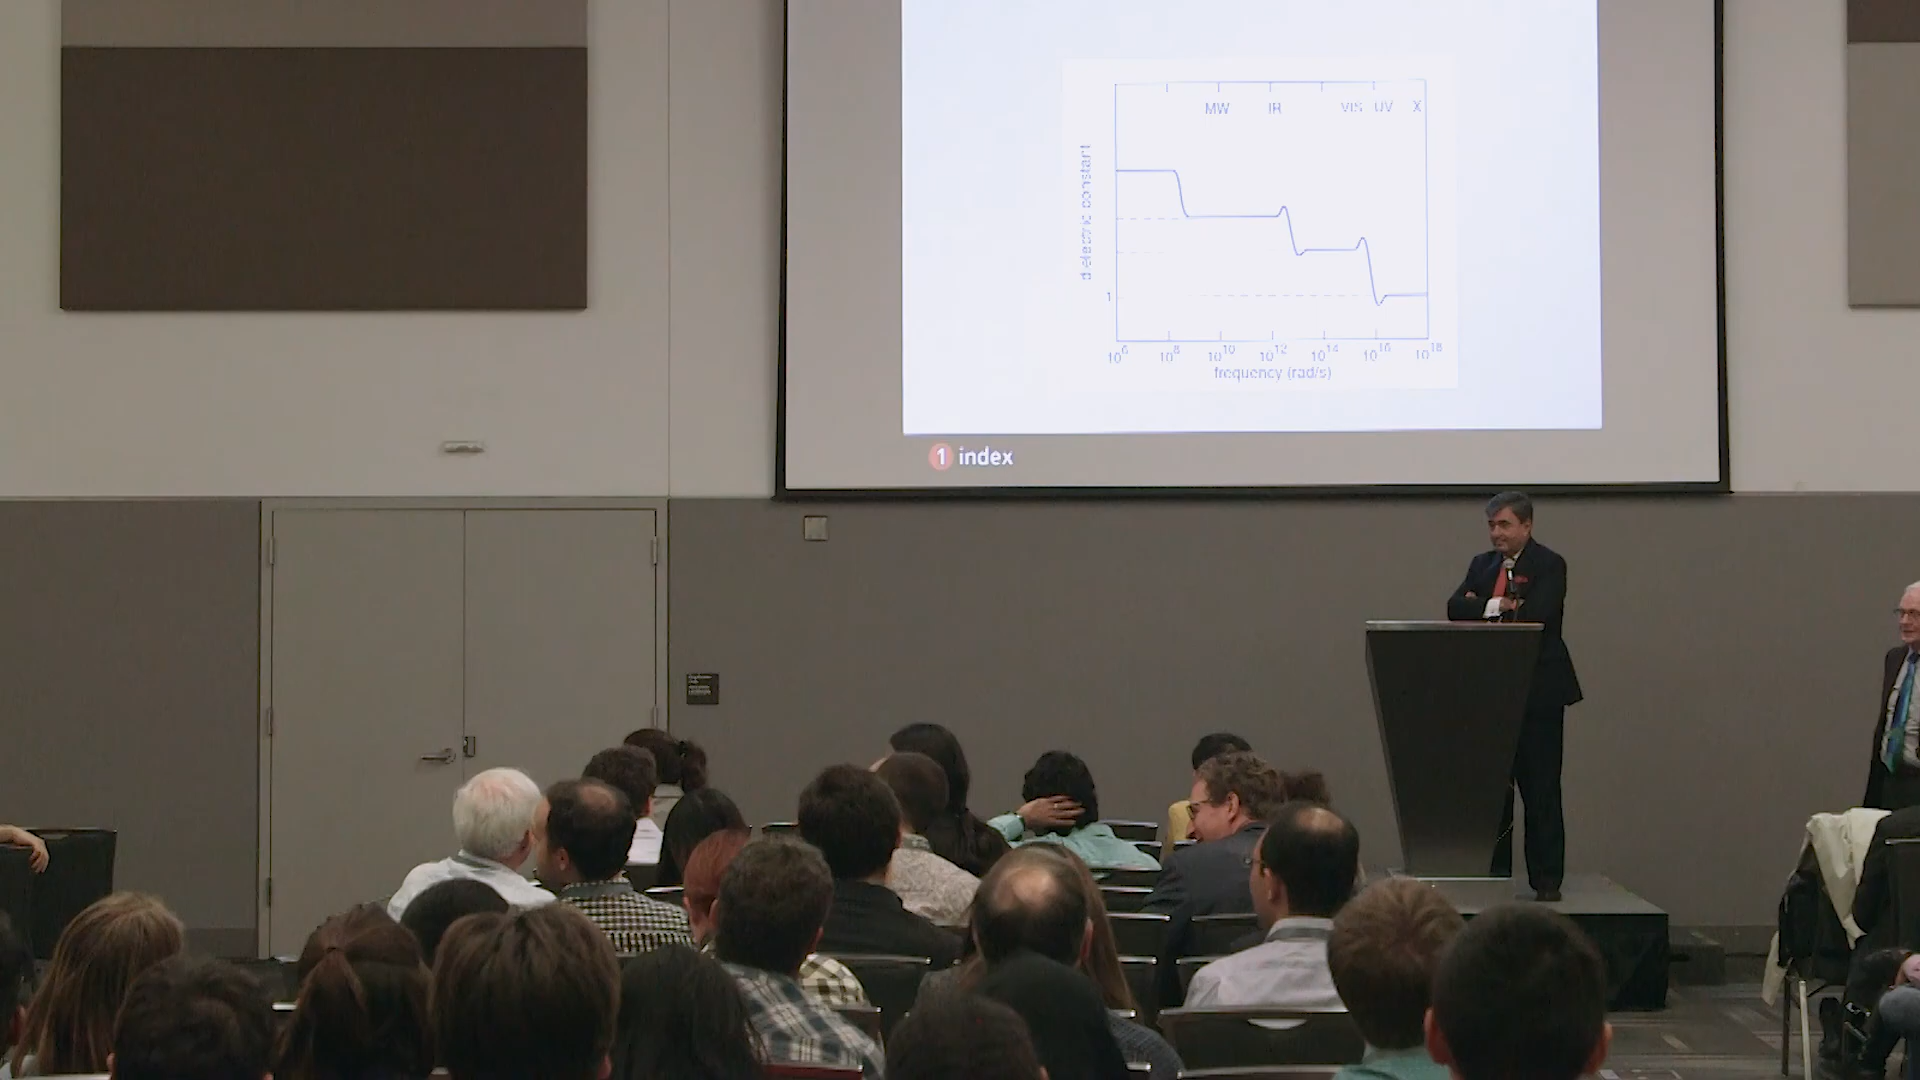 MW IR VIS UV X
dielectric constant
1
10^6 10^8 10^10 10^12 10^14 10^16 10^18
frequency (rad/s)
1 index